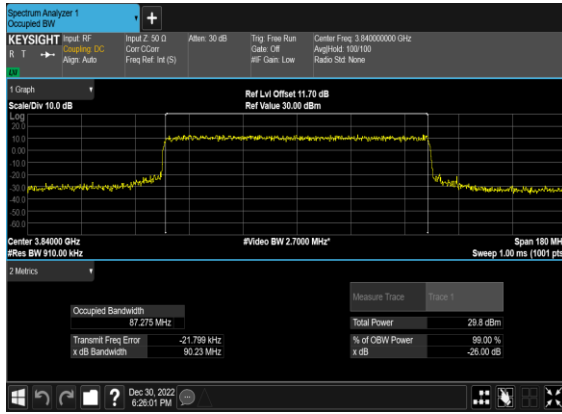 Spectrum Analyzer 1
Occupied BW
KEYSIGHT
R T
Input: RF
Coupling: DC
Align: Auto
Input Z: 50 Ω
Corr CCorr
Freq Ref: Int (S)
Atten: 30 dB
Trig: Free Run
Gate: Off
#IF Gain: Low
Center Freq: 3.840000000 GHz
Avg|Hold: 100/100
Radio Std: None
LXI
1 Graph
Scale/Div 10.0 dB
Ref Lvl Offset 11.70 dB
Ref Value 30.00 dBm
Log
20.0
10.0
0.00
-10.0
-20.0
-30.0
-40.0
-50.0
-60.0
Center 3.84000 GHz
#Res BW 910.00 kHz
#Video BW 2.7000 MHz*
Span 180 MH
Sweep 1.00 ms (1001 pts
2 Metrics
Measure Trace
Trace 1
Occupied Bandwidth
87.275 MHz
Total Power
29.8 dBm
Transmit Freq Error
-21.799 kHz
% of OBW Power
99.00 %
x dB Bandwidth
90.23 MHz
x dB
-26.00 dB
Dec 30, 2022
6:26:01 PM